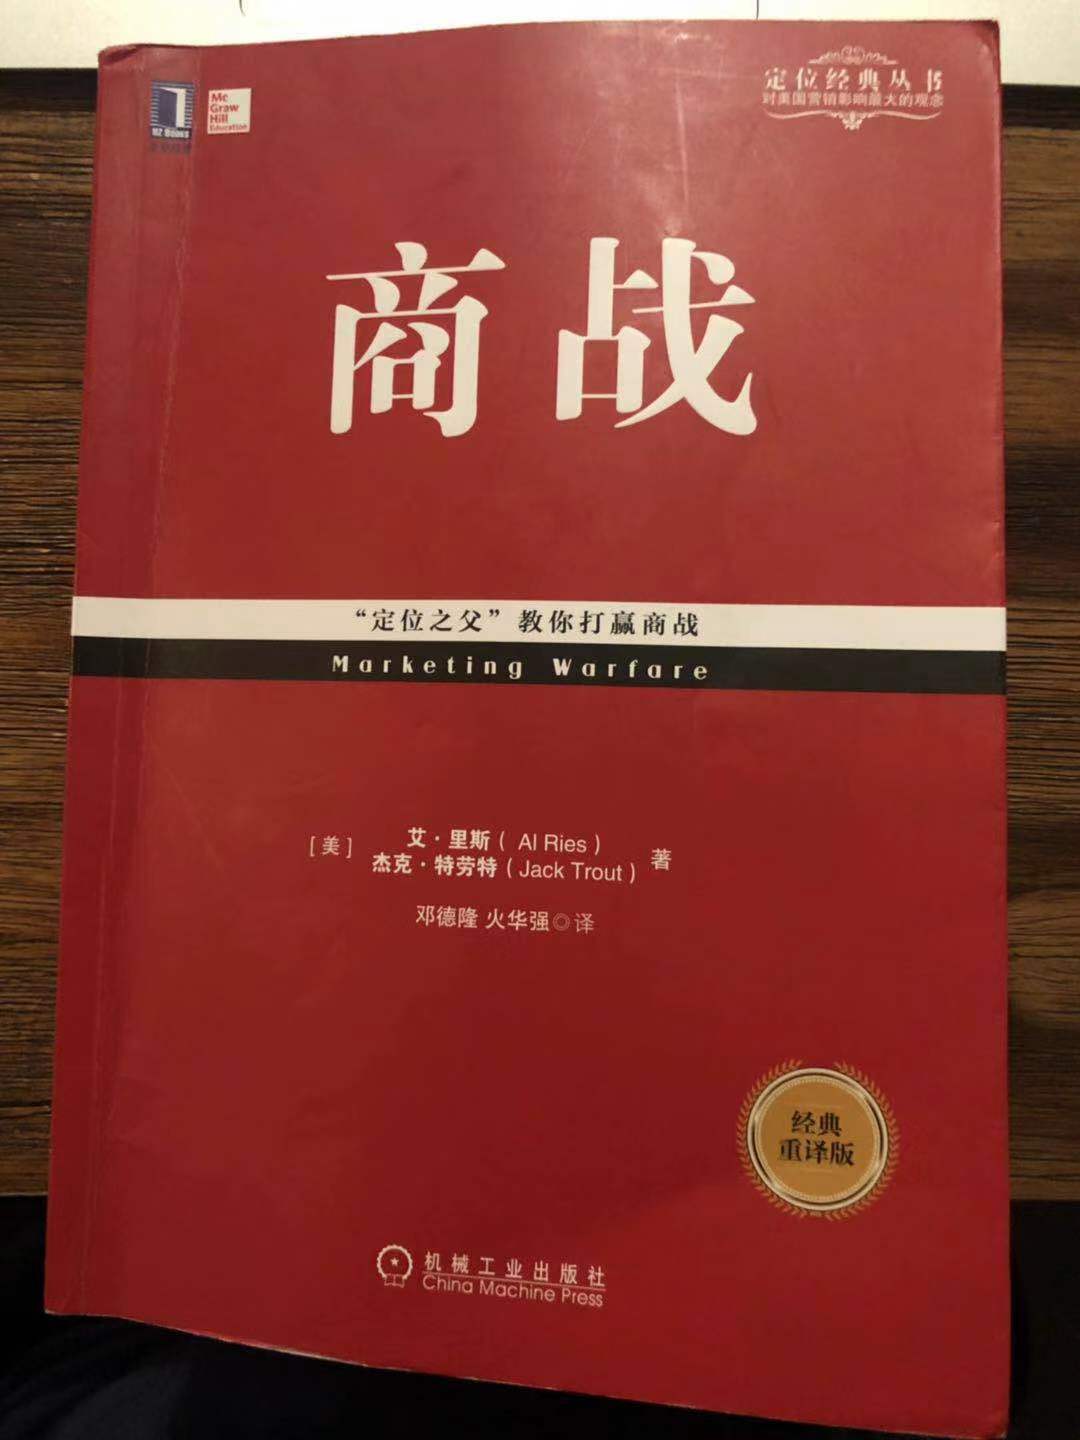 HZ Books
Mc
Graw
Hill
Education
定位经典丛书
对美国营销影响最大的观念
商战
“定位之父”教你打赢商战
Marketing Warfare
[美] 艾·里斯(Al Ries)
杰克·特劳特(Jack Trout) 著
邓德隆 火华强◎译
经典
重译版
机械工业出版社
China Machine Press